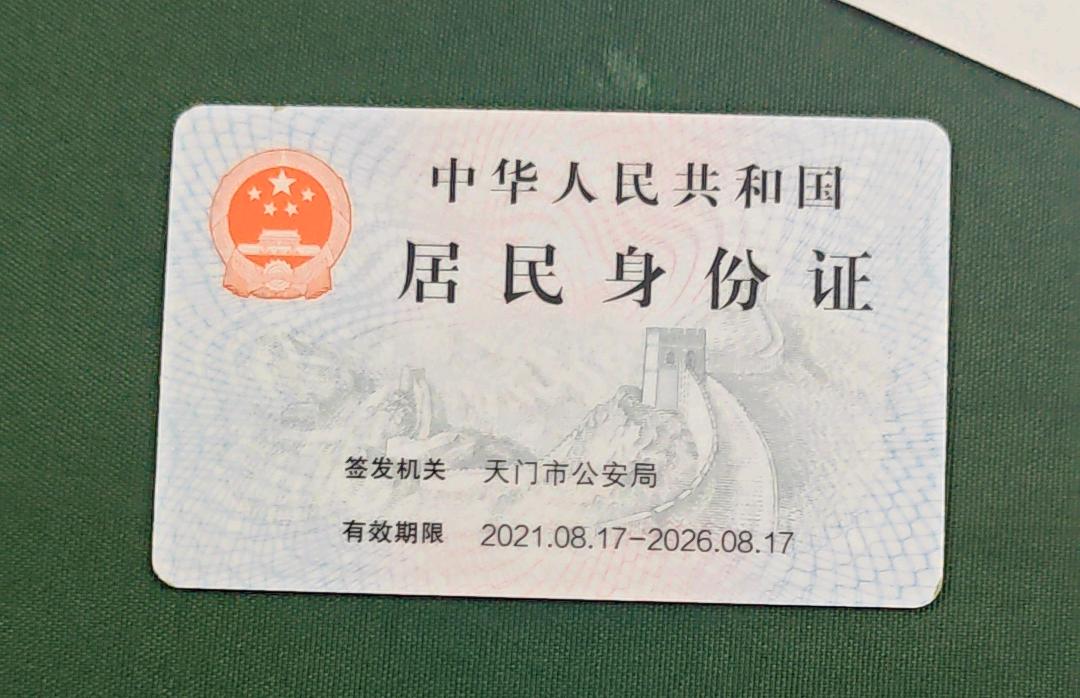 中华人民共和国
居民身份证
签发机关 天门市公安局
有效期限 2021.08.17-2026.08.17